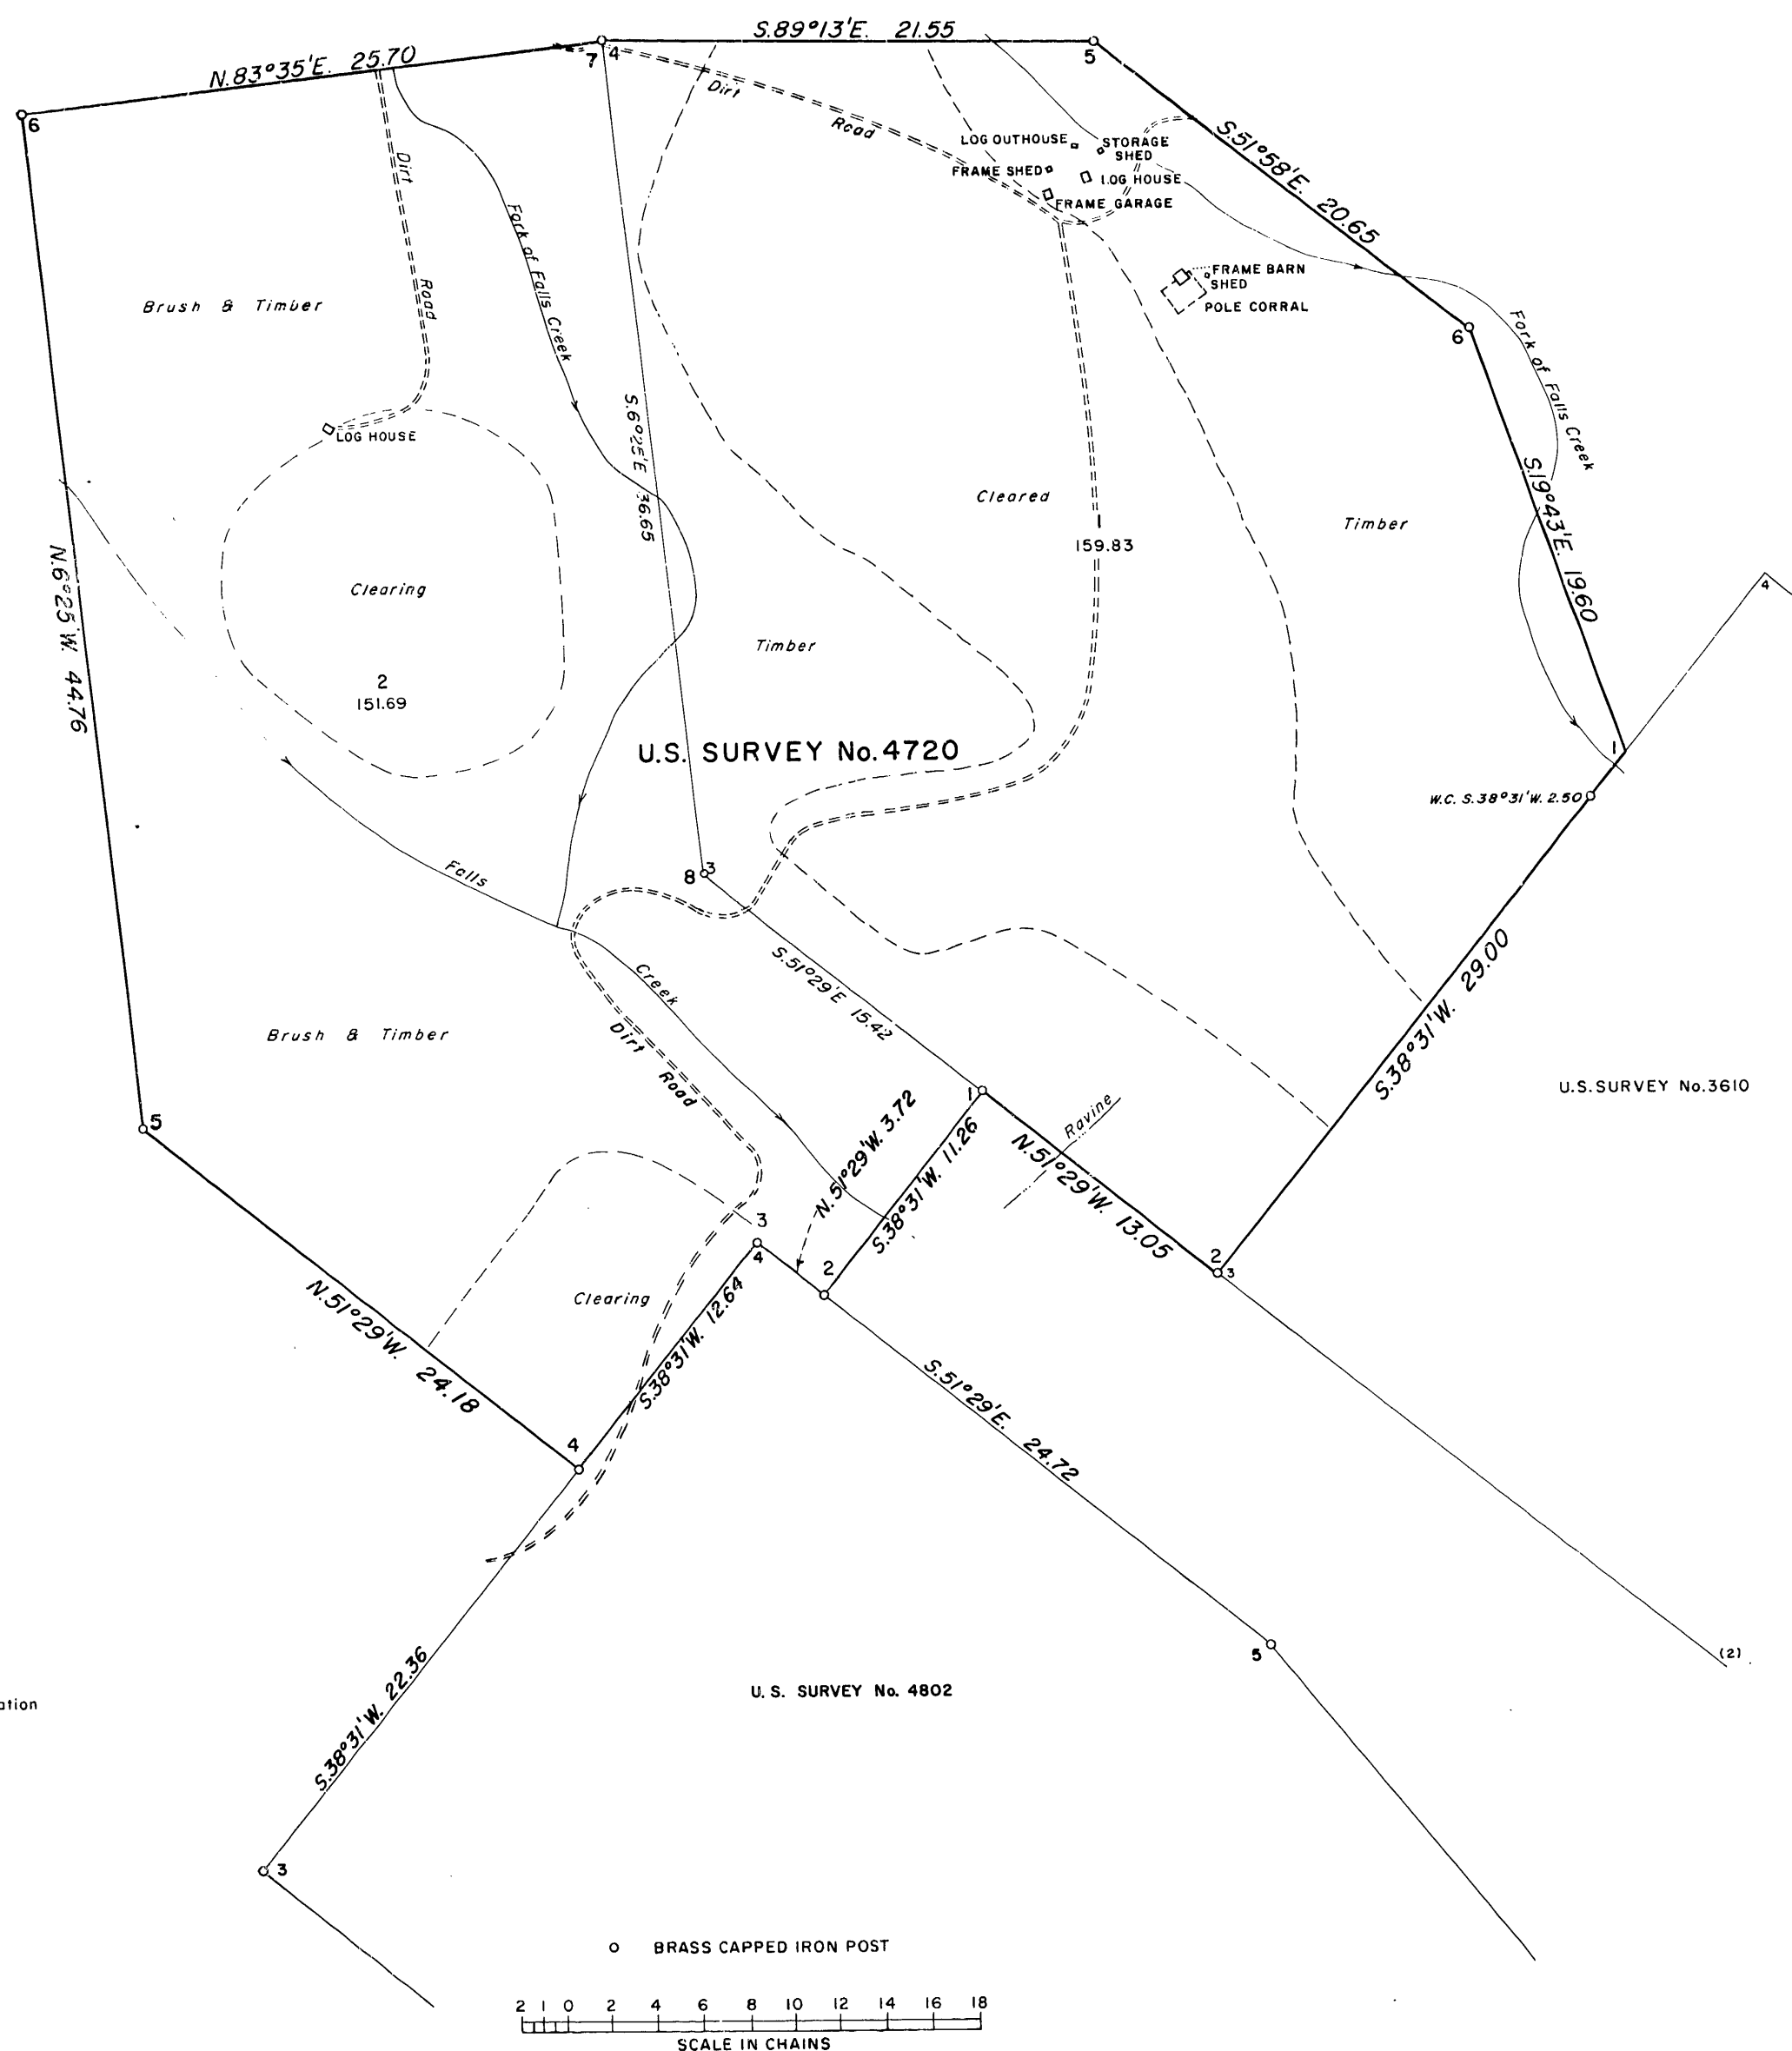 S.89°13'E. 21.55
N.83°35'E. 25.70
7
4
5
6
Dirt
Road
S.51°58'E. 20.65
LOG OUTHOUSE
STORAGE
SHED
FRAME SHED
LOG HOUSE
FRAME GARAGE
Dirt
Road
Fork of Falls Creek
FRAME BARN
SHED
POLE CORRAL
Brush & Timber
6
Fork of Falls Creek
S.6°25'E 36.65
LOG HOUSE
Cleared
Timber
1
159.83
S.19°43'E. 19.60
N.6°25'W. 44.76
Clearing
4
Timber
2
151.69
U.S. SURVEY No.4720
1
W.C. S.38°31'W. 2.50
Falls
8
3
S.51°29'E 15.42
Creek
S.38°31'W. 29.00
Brush & Timber
Dirt
Road
U.S.SURVEY No.3610
5
1
N.51°29'W. 3.72
S.38°31'W. 11.26
Ravine
N.51°29'W. 13.05
3
4
2
2
3
Clearing
S.38°31'W. 12.64
N.51°29'W. 24.18
S.51°29'E. 24.72
4
5
(2)
S.38°31'W. 22.36
U.S. SURVEY No. 4802
ation
3
BRASS CAPPED IRON POST
2 1 0 2 4 6 8 10 12 14 16 18
SCALE IN CHAINS